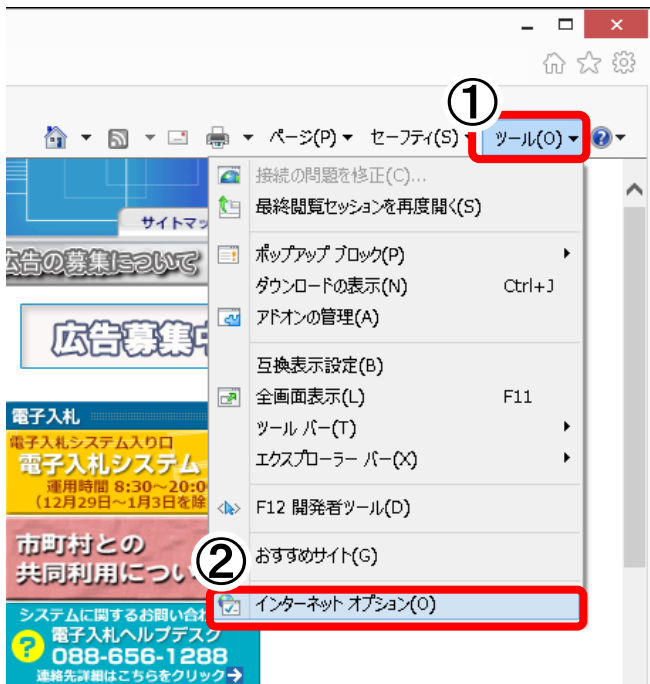 ①
ページ(P) セーフティ(S) ツール(O)
接続の問題を修正(C)...
最終閲覧セッションを再度開く(S)
サイトマッ
ポップアップ ブロック(P)
広告の募集について
ダウンロードの表示(N) Ctrl+J
アドオンの管理(A)
広告募集中
互換表示設定(B)
全画面表示(L) F11
ツール バー(T)
エクスプローラー バー(X)
電子入札
電子入札システム入り口
電子入札システム
運用時間 8:30～20:0
(12月29日～1月3日を除
F12 開発者ツール(D)
市町村との
共同利用につい
②
おすすめサイト(G)
インターネット オプション(O)
システムに関するお問い合わ
電子入札ヘルプデスク
088-656-1288
連絡先詳細はこちらをクリック